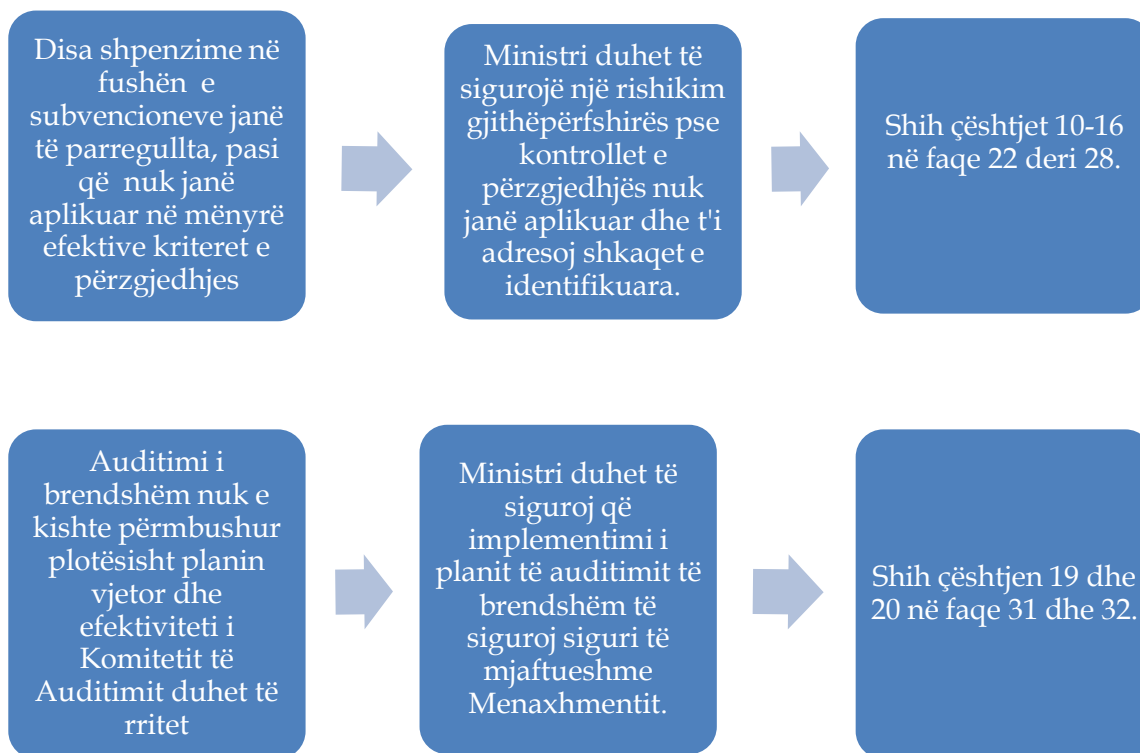 Disa shpenzime në
fushën e
subvencioneve janë
të parregullta, pasi
që nuk janë
aplikuar në mënyrë
efektive kriteret e
përzgjedhjes
Ministri duhet të
sigurojë një rishikim
gjithëpërfshirës pse
kontrollet e
përzgjedhjës nuk
janë aplikuar dhe t'i
adresoj shkaqet e
identifikuara.
Shih çështjet 10-16
në faqe 22 deri 28.
Auditimi i
brendshëm nuk e
kishte përmbushur
plotësisht planin
vjetor dhe
efektiviteti i
Komitetit të
Auditimit duhet të
rritet
Ministri duhet të
siguroj që
implementimi i
planit të auditimit të
brendshëm të
siguroj siguri të
mjaftueshme
Menaxhmentit.
Shih çështjen 19 dhe
20 në faqe 31 dhe 32.